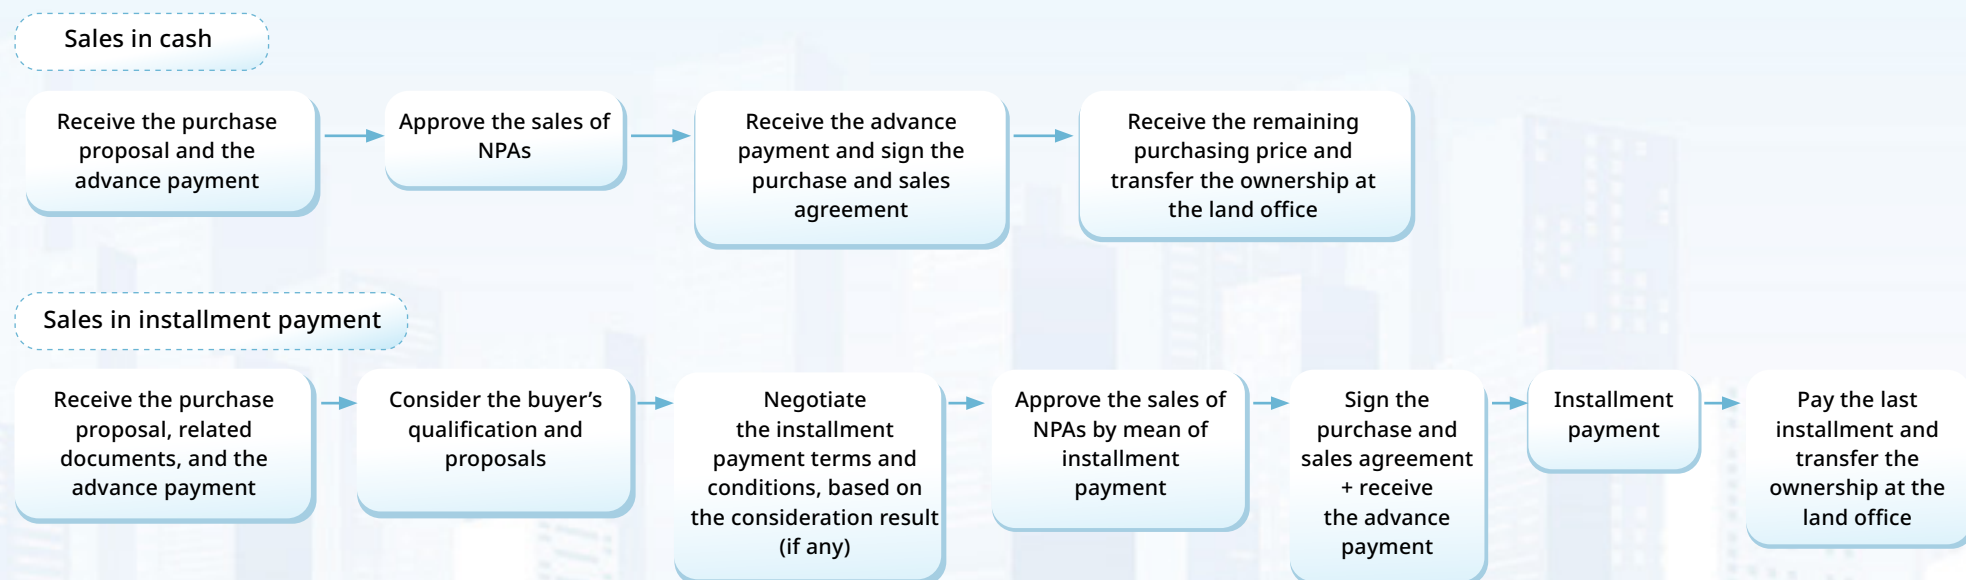 Sales in cash
Receive the purchase
proposal and the
advance payment
Approve the sales of
NPAs
Receive the advance
payment and sign the
purchase and sales
agreement
Receive the remaining
purchasing price and
transfer the ownership at
the land office
Sales in installment payment
Receive the purchase
proposal, related
documents, and the
advance payment
Consider the buyer’s
qualification and
proposals
Negotiate
the installment
payment terms and
conditions, based on
the consideration result
(if any)
Approve the sales of
NPAs by mean of
installment
payment
Sign the
purchase and
sales agreement
+ receive
the advance
payment
Installment
payment
Pay the last
installment and
transfer the
ownership at the
land office